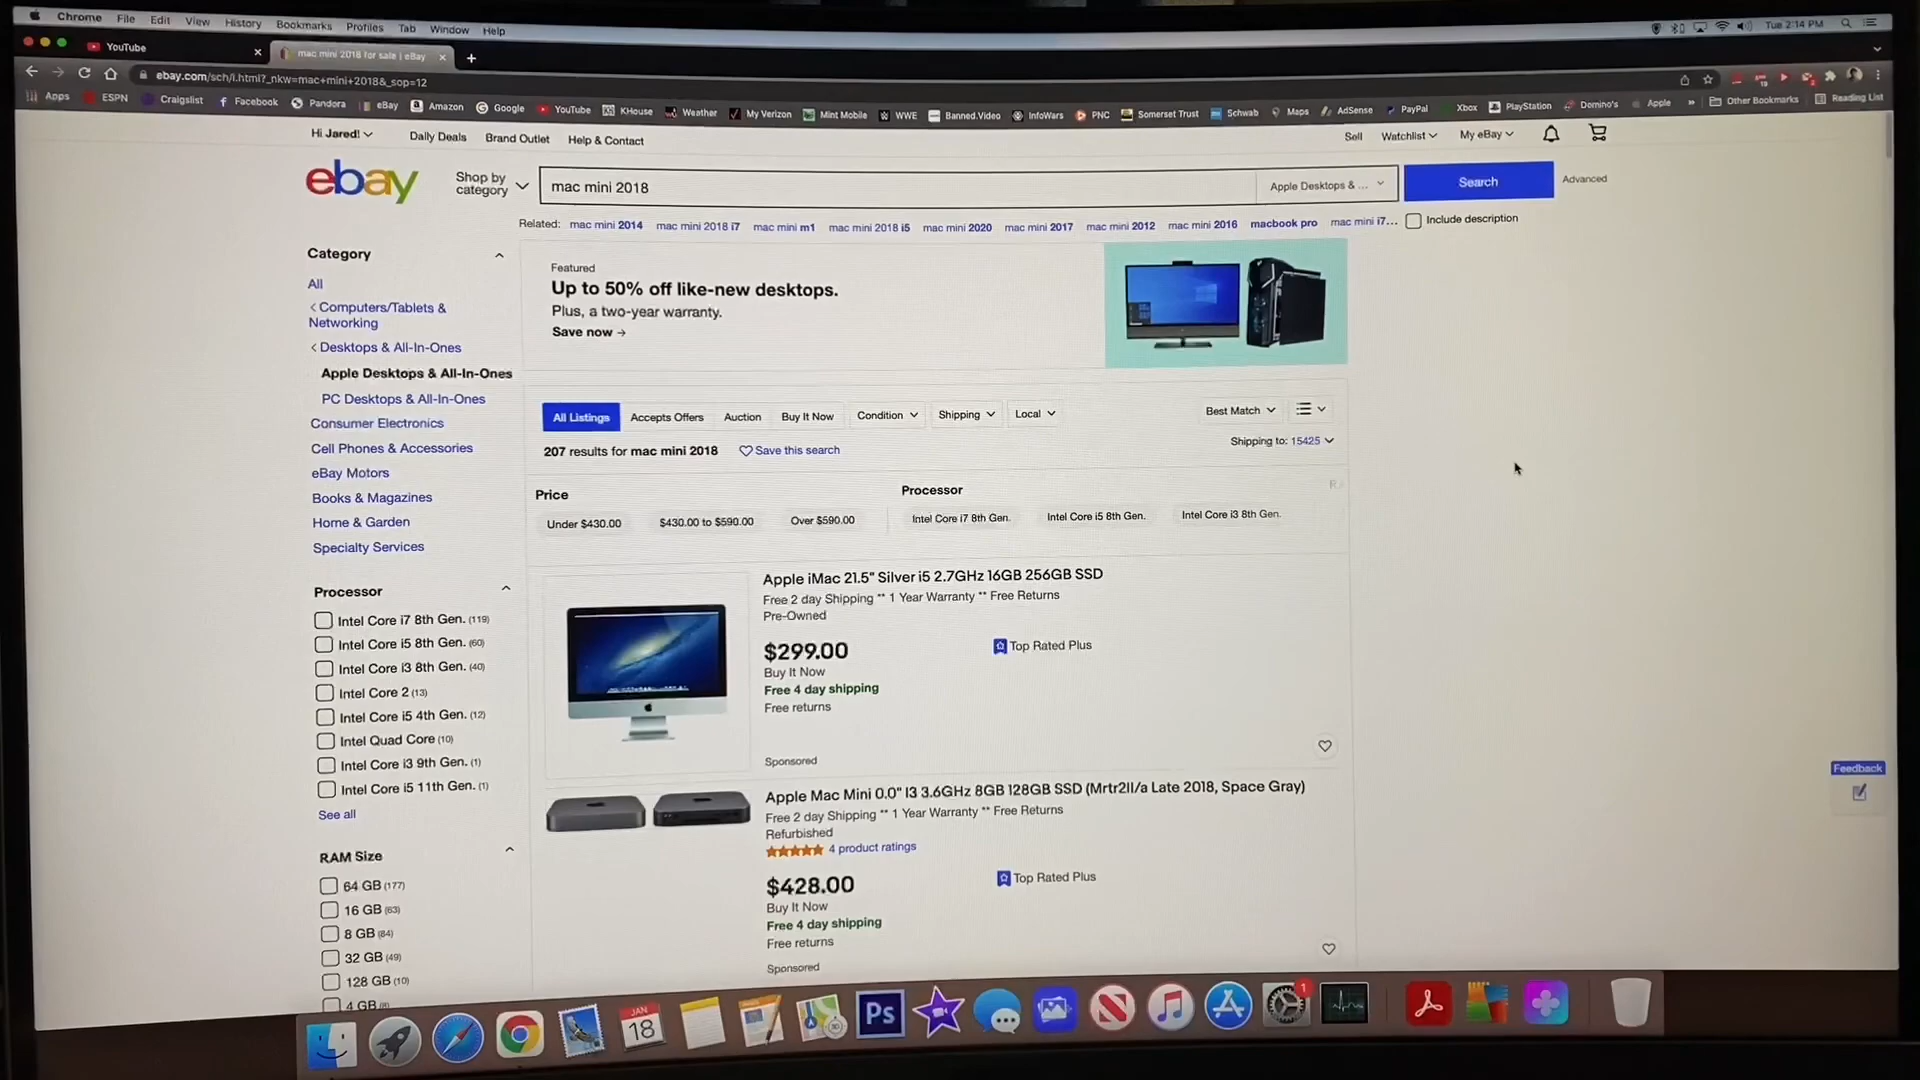 Chrome File Edit View History Bookmarks Profiles Tab Window Help Tue 2:14 PM
YouTube × mac mini 2018 for sale | eBay × +
ebay.com/sch/i.html?_nkw=mac+mini+2018&_sop=12
Apps ESPN Craigslist Facebook Pandora eBay Amazon Google YouTube KHouse Weather My Verizon Mint Mobile WWE Banned.Video InfoWars PNC Somerset Trust Schwab Maps AdSense PayPal Xbox PlayStation Domino's Apple » Other Bookmarks Reading List
Hi Jared! Daily Deals Brand Outlet Help & Contact Sell Watchlist My eBay
ebay Shop by category mac mini 2018 Apple Desktops & ... Search Advanced
Related: mac mini 2014 mac mini 2018 i7 mac mini m1 mac mini 2018 i5 mac mini 2020 mac mini 2017 mac mini 2012 mac mini 2016 macbook pro mac mini i7... Include description
Category
All
Computers/Tablets &
Networking
Desktops & All-In-Ones
Apple Desktops & All-In-Ones
PC Desktops & All-In-Ones
Consumer Electronics
Cell Phones & Accessories
eBay Motors
Books & Magazines
Home & Garden
Specialty Services
Processor
Intel Core i7 8th Gen. (119)
Intel Core i5 8th Gen. (60)
Intel Core i3 8th Gen. (40)
Intel Core 2 (13)
Intel Core i5 4th Gen. (12)
Intel Quad Core (10)
Intel Core i3 9th Gen. (1)
Intel Core i5 11th Gen. (1)
See all
RAM Size
64 GB (177)
16 GB (63)
8 GB (84)
32 GB (49)
128 GB (10)
4 GB (8)
Featured
Up to 50% off like-new desktops.
Plus, a two-year warranty.
Save now →
All Listings Accepts Offers Auction Buy It Now Condition Shipping Local Best Match
207 results for mac mini 2018 Save this search Shipping to: 15425
Price Processor
Under $430.00 $430.00 to $590.00 Over $590.00 Intel Core i7 8th Gen. Intel Core i5 8th Gen. Intel Core i3 8th Gen.
Apple iMac 21.5" Silver i5 2.7GHz 16GB 256GB SSD
Free 2 day Shipping ** 1 Year Warranty ** Free Returns
Pre-Owned
$299.00 Top Rated Plus
Buy It Now
Free 4 day shipping
Free returns
Sponsored
Apple Mac Mini 0.0" I3 3.6GHz 8GB 128GB SSD (Mrtr2ll/a Late 2018, Space Gray)
Free 2 day Shipping ** 1 Year Warranty ** Free Returns
Refurbished
4 product ratings
$428.00 Top Rated Plus
Buy It Now
Free 4 day shipping
Free returns
Sponsored
Feedback
JAN
18
Ps
1